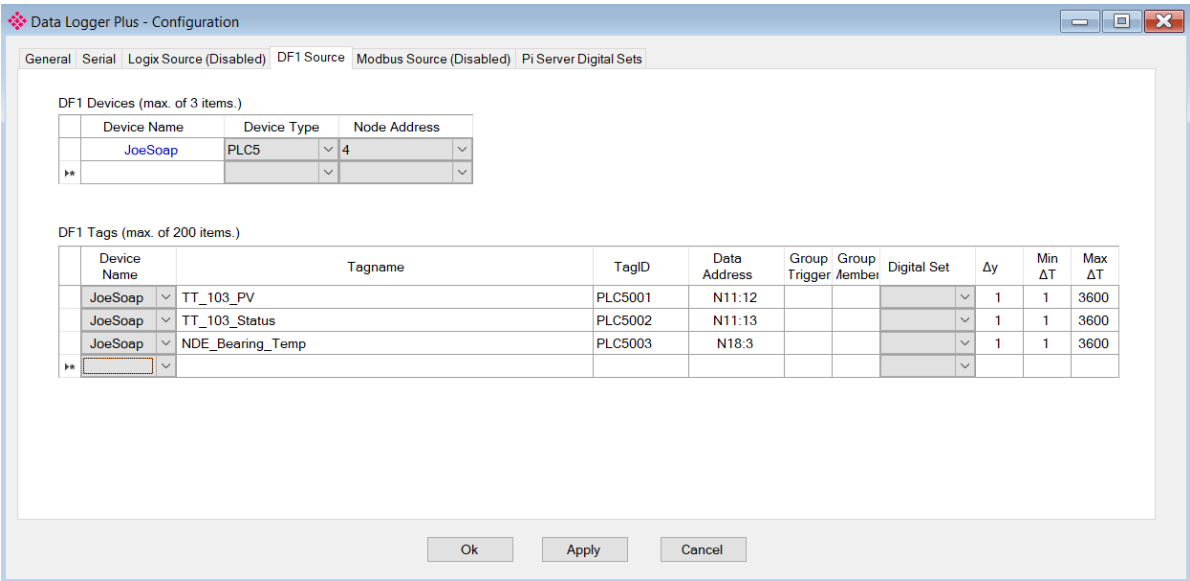 Data Logger Plus - Configuration
General Serial Logix Source (Disabled) DF1 Source Modbus Source (Disabled) Pi Server Digital Sets
DF1 Devices (max. of 3 items.)
Device Name Device Type Node Address
JoeSoap PLC5 4
DF1 Tags (max. of 200 items.)
Device Name Tagname TagID Data Address Group Trigger Group Member Digital Set Δy Min ΔT Max ΔT
JoeSoap TT_103_PV PLC5001 N11:12 1 1 3600
JoeSoap TT_103_Status PLC5002 N11:13 1 1 3600
JoeSoap NDE_Bearing_Temp PLC5003 N18:3 1 1 3600
Ok Apply Cancel